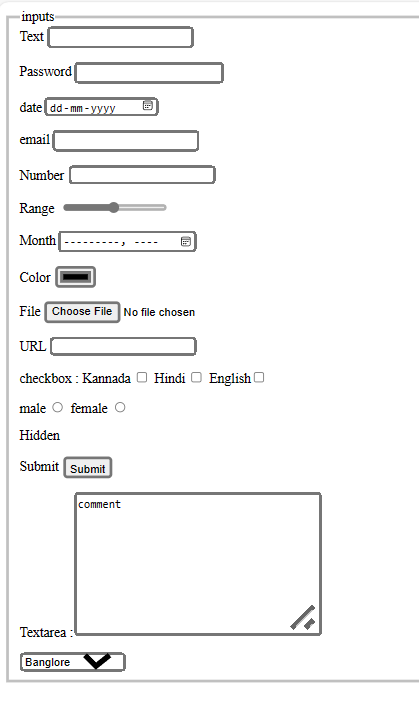 inputs
Text
Password
date dd-mm-yyyy
email
Number
Range
Month ---------, ----
Color
File Choose File No file chosen
URL
checkbox : Kannada Hindi English
male female
Hidden
Submit Submit
comment
Textarea :
Banglore